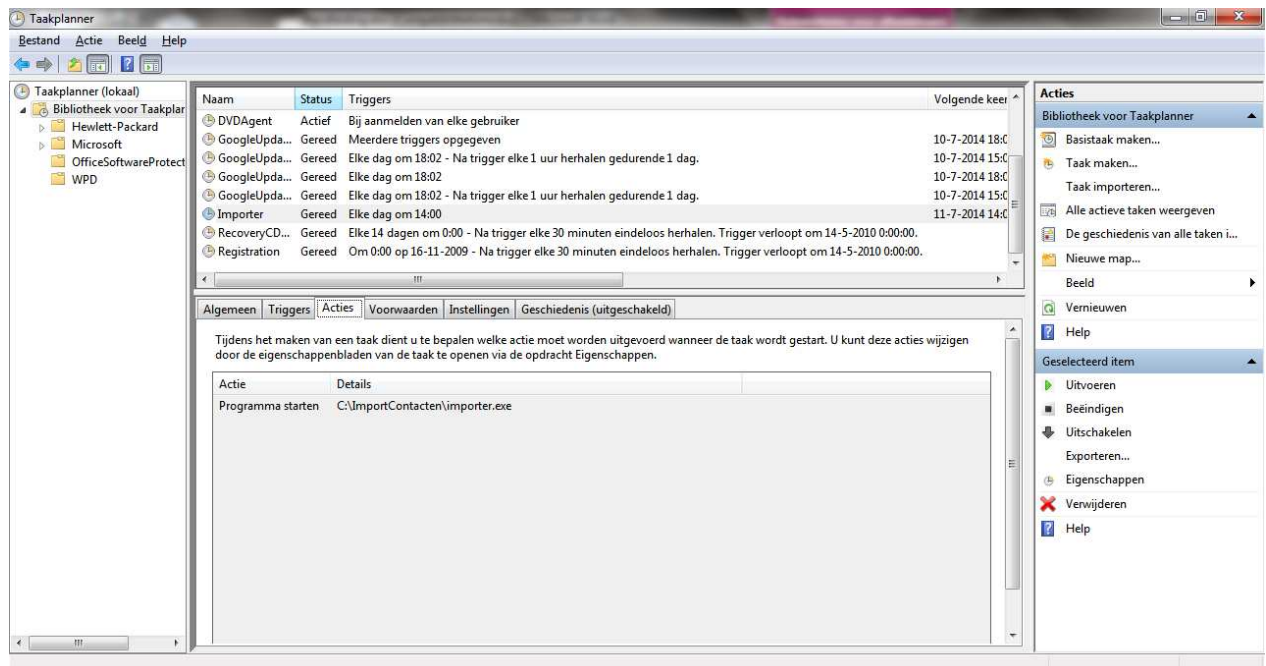 Taakplanner
Bestand Actie Beeld Help
Taakplanner (lokaal)
Bibliotheek voor Taakplar
Hewlett-Packard
Microsoft
OfficeSoftwareProtect
WPD
Naam Status Triggers Volgende keer
DVDAgent Actief Bij aanmelden van elke gebruiker
GoogleUpda... Gereed Meerdere triggers opgegeven 10-7-2014 18:0
GoogleUpda... Gereed Elke dag om 18:02 - Na trigger elke 1 uur herhalen gedurende 1 dag. 10-7-2014 15:0
GoogleUpda... Gereed Elke dag om 18:02 10-7-2014 18:0
GoogleUpda... Gereed Elke dag om 18:02 - Na trigger elke 1 uur herhalen gedurende 1 dag. 10-7-2014 15:0
Importer Gereed Elke dag om 14:00 11-7-2014 14:0
RecoveryCD... Gereed Elke 14 dagen om 0:00 - Na trigger elke 30 minuten eindeloos herhalen. Trigger verloopt om 14-5-2010 0:00:00.
Registration Gereed Om 0:00 op 16-11-2009 - Na trigger elke 30 minuten eindeloos herhalen. Trigger verloopt om 14-5-2010 0:00:00.
Algemeen Triggers Acties Voorwaarden Instellingen Geschiedenis (uitgeschakeld)
Tijdens het maken van een taak dient u te bepalen welke actie moet worden uitgevoerd wanneer de taak wordt gestart. U kunt deze acties wijzigen
door de eigenschappenbladen van de taak te openen via de opdracht Eigenschappen.
Actie Details
Programma starten C:\ImportContacten\importer.exe
Acties
Bibliotheek voor Taakplanner
Basistaak maken...
Taak maken...
Taak importeren...
Alle actieve taken weergeven
De geschiedenis van alle taken i...
Nieuwe map...
Beeld
Vernieuwen
Help
Geselecteerd item
Uitvoeren
Beëindigen
Uitschakelen
Exporteren...
Eigenschappen
Verwijderen
Help